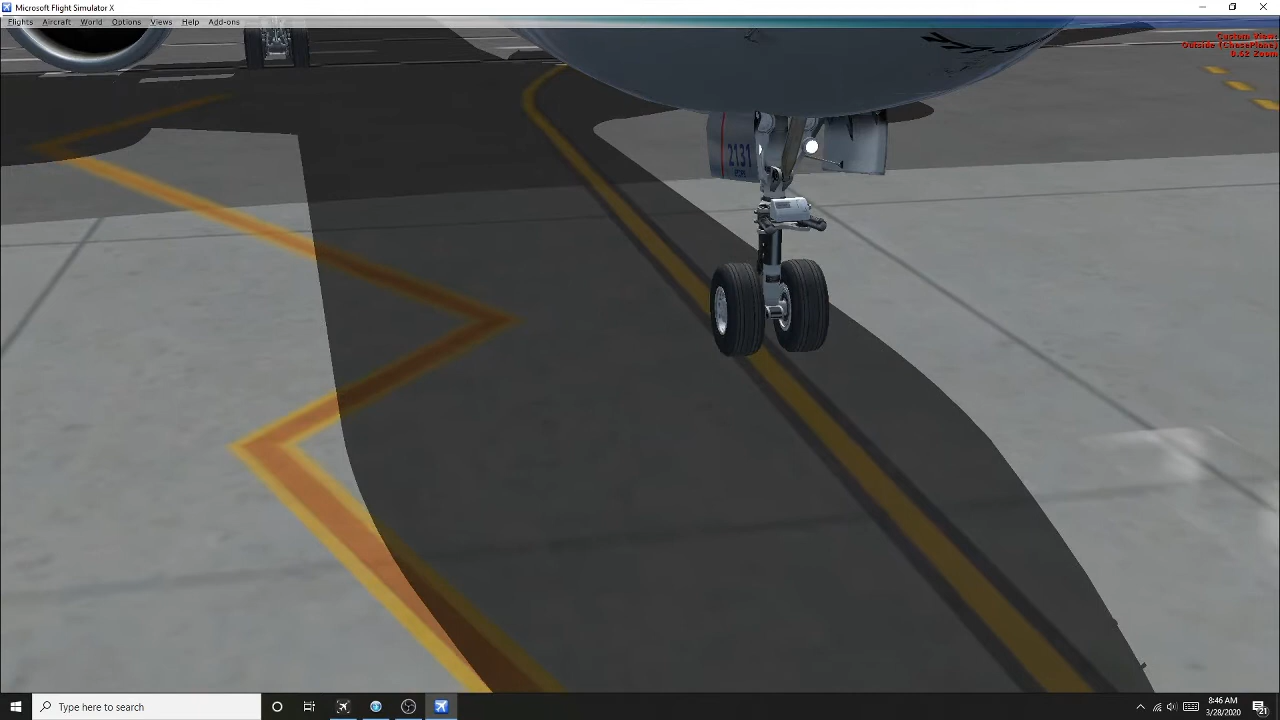 Microsoft Flight Simulator X
Flights Aircraft World Options Views Help Add-ons
Custom View:
Outside (ChasePlane)
0.52 Zoom
2131
Type here to search
8:46 AM
3/28/2020
21